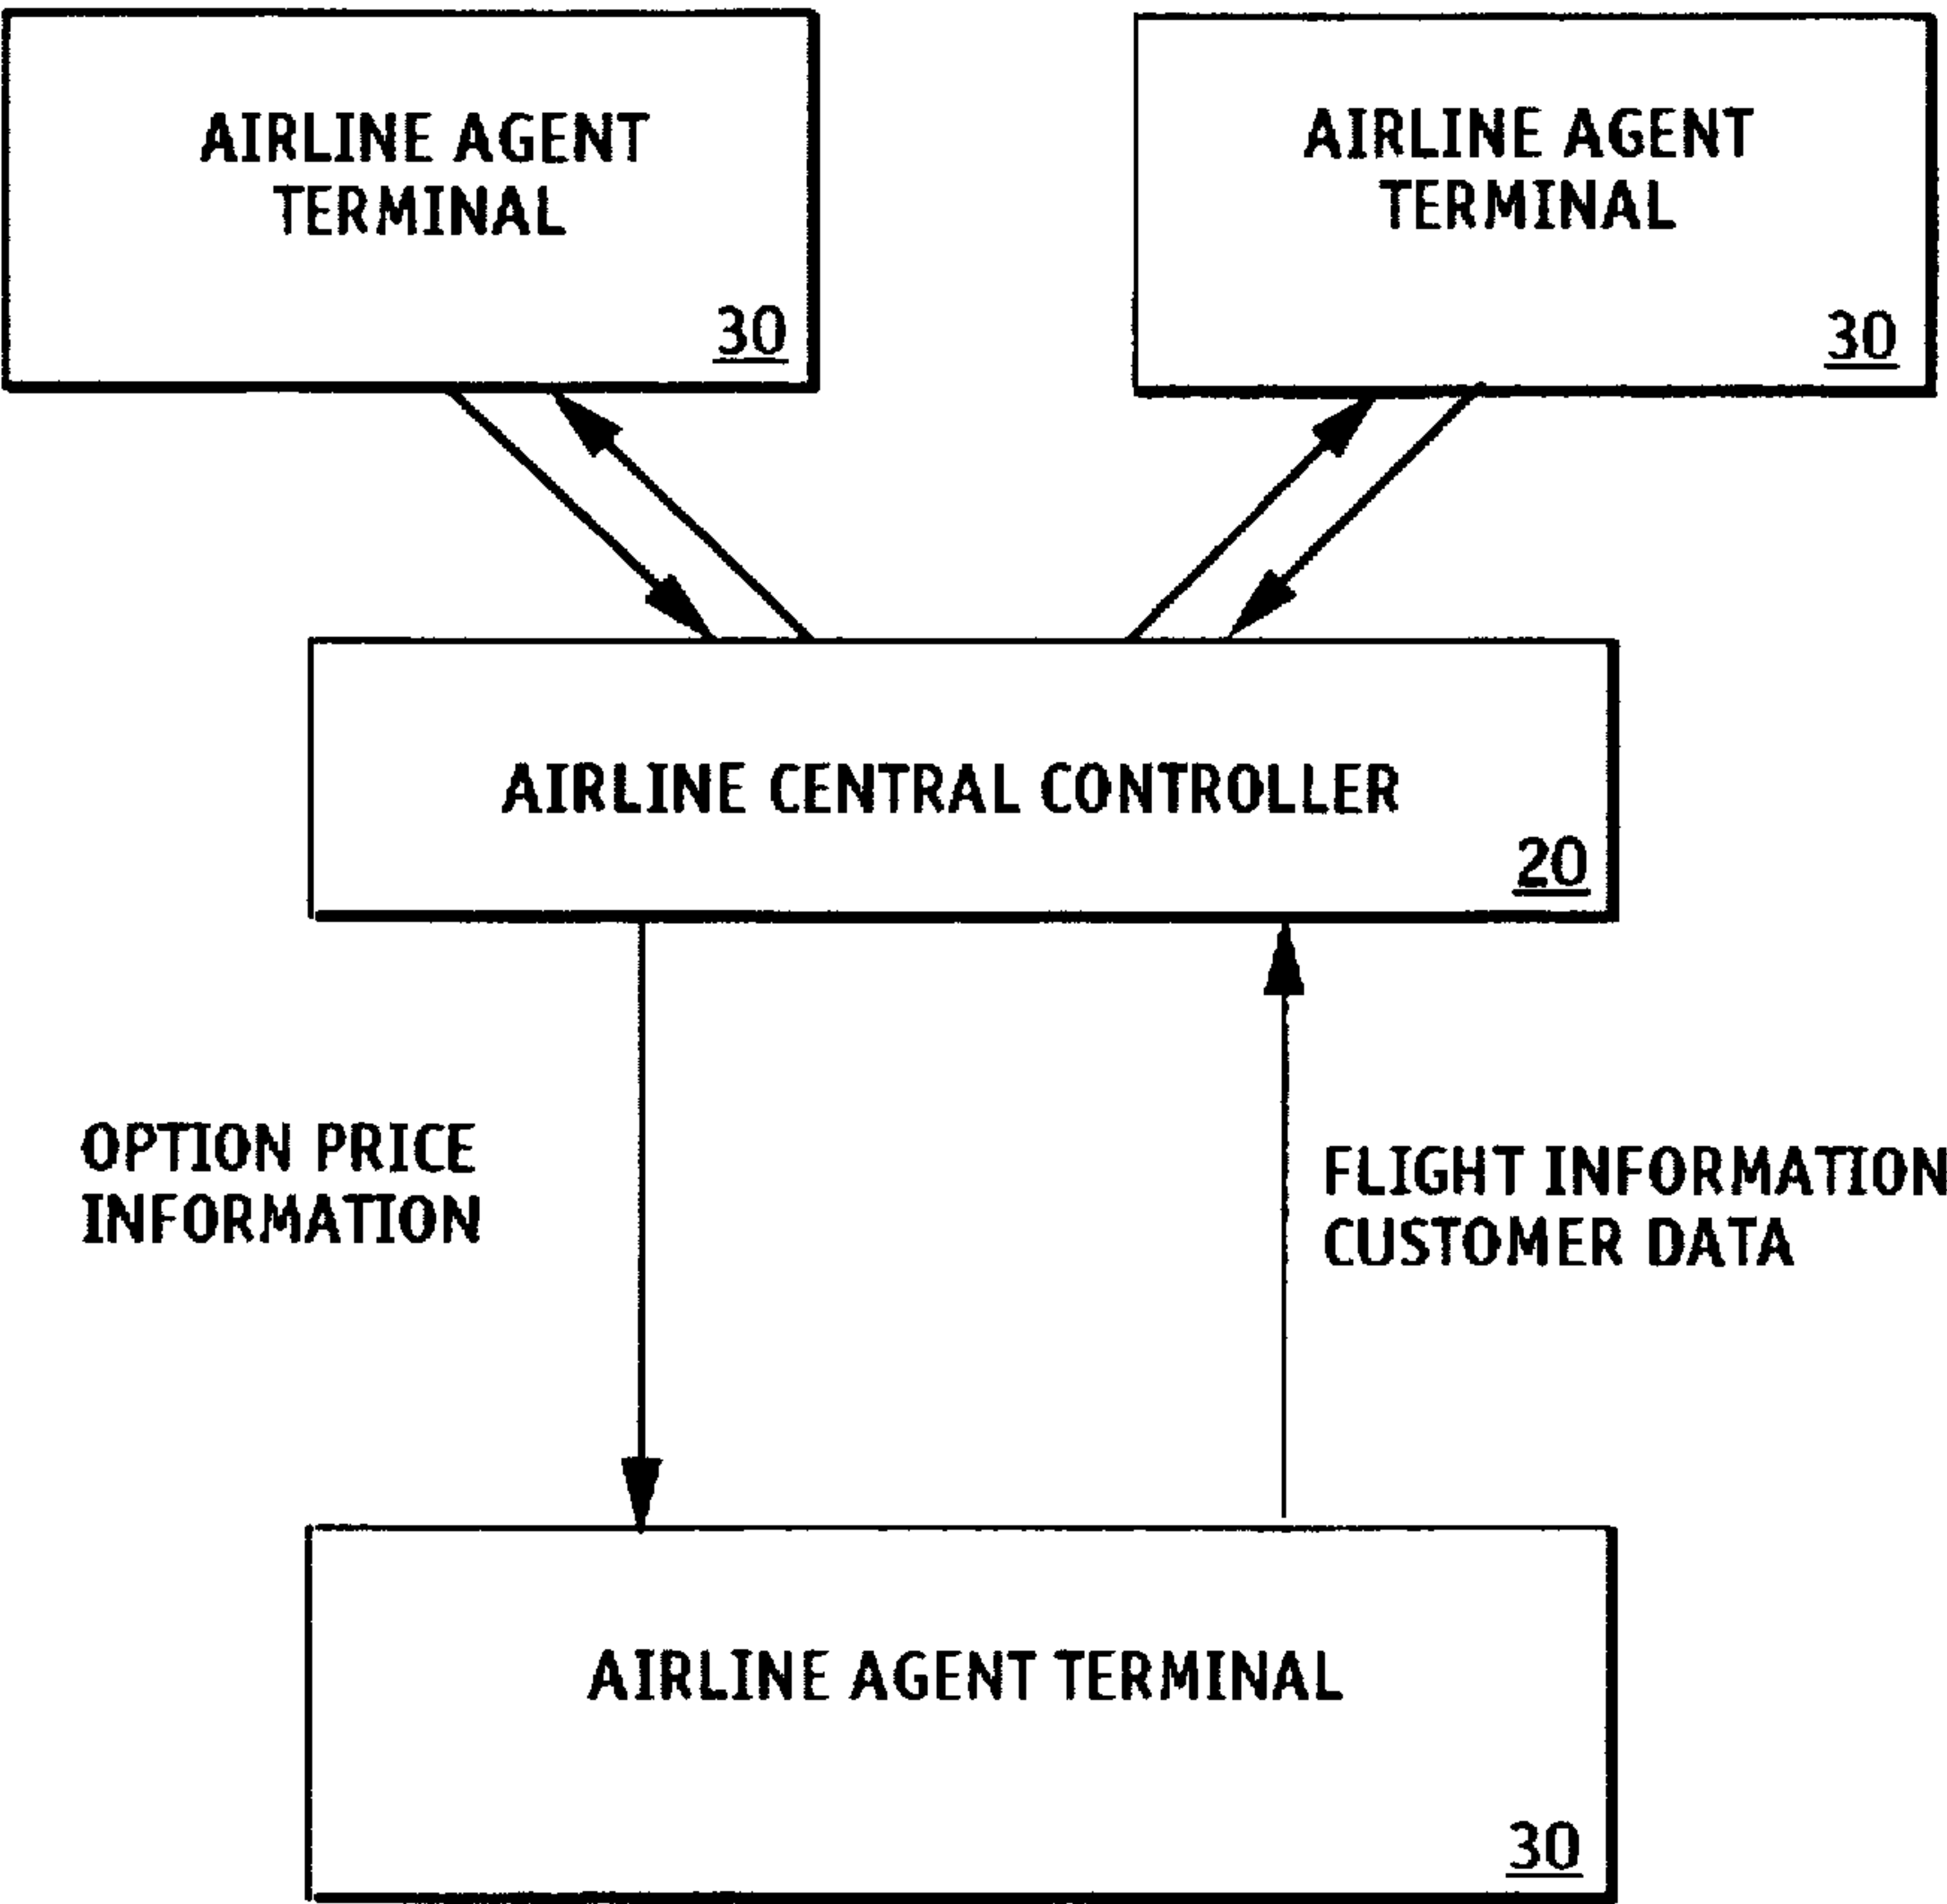 AIRLINE AGENT
TERMINAL
30
AIRLINE AGENT
TERMINAL
30
AIRLINE CENTRAL CONTROLLER
20
OPTION PRICE
INFORMATION
FLIGHT INFORMATION
CUSTOMER DATA
AIRLINE AGENT TERMINAL
30